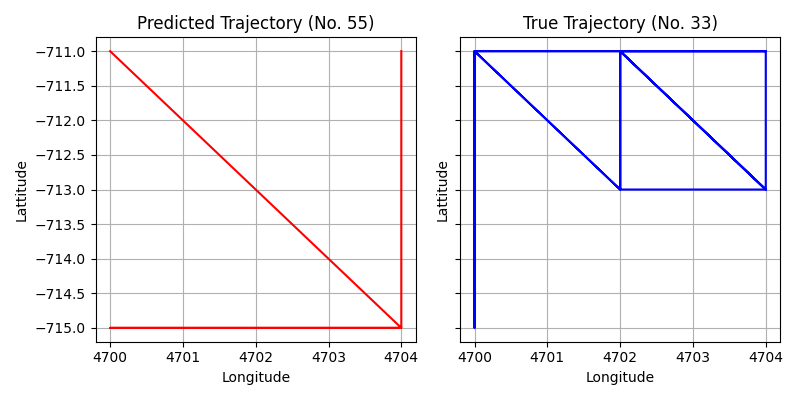 Predicted Trajectory (No. 55)
True Trajectory (No. 33)
−711.0
−711.5
−712.0
−712.5
−713.0
−713.5
−714.0
−714.5
−715.0
Lattitude
Lattitude
4700 4701 4702 4703 4704
4700 4701 4702 4703 4704
Longitude
Longitude